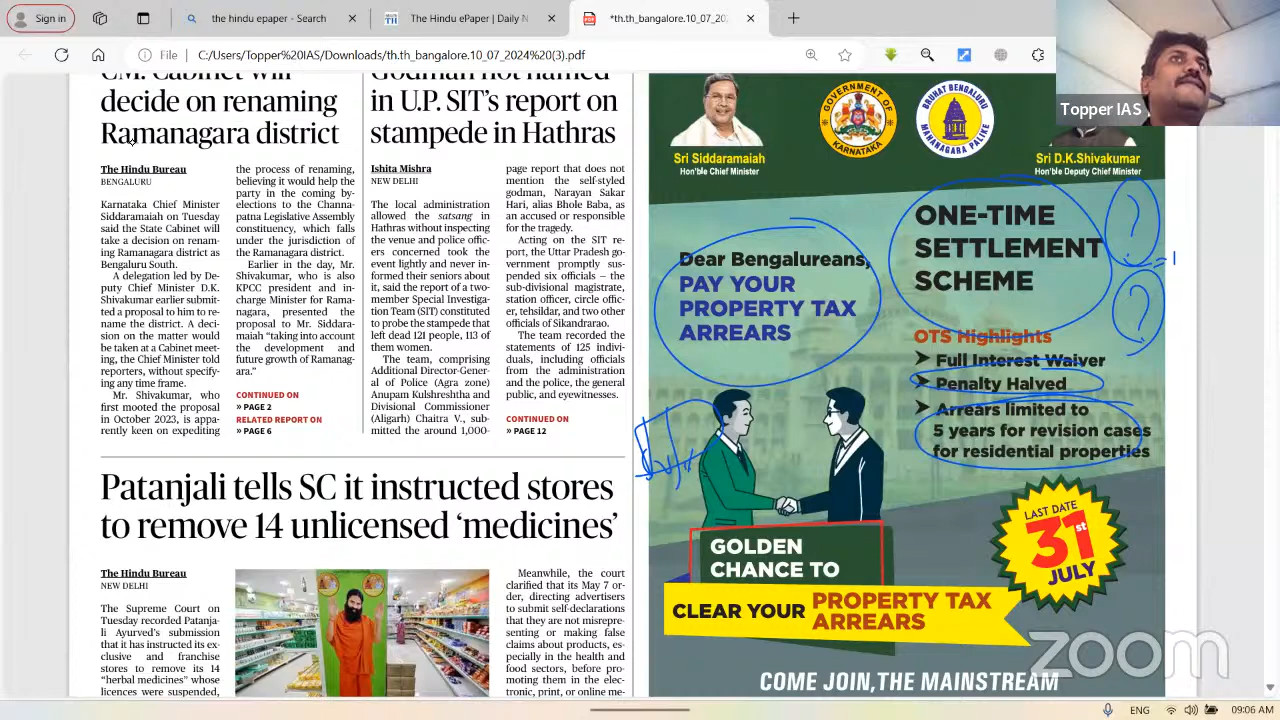 Sign in
the hindu epaper - Search
The Hindu ePaper | Daily N
*th.th_bangalore.10_07_202
File
C:/Users/Topper%20IAS/Downloads/th.th_bangalore.10_07_2024%20(3).pdf
Topper IAS
CM: Cabinet will
decide on renaming
Ramanagara district
The Hindu Bureau
BENGALURU
Karnataka Chief Minister
Siddaramaiah on Tuesday
said the State Cabinet will
take a decision on renam-
ing Ramanagara district as
Bengaluru South.
A delegation led by De-
puty Chief Minister D.K.
Shivakumar earlier submit-
ted a proposal to him to re-
name the district. A deci-
sion on the matter would
be taken at a Cabinet meet-
ing, the Chief Minister told
reporters, without specify-
ing any time frame.
Mr. Shivakumar, who
first mooted the proposal
in October 2023, is appa-
rently keen on expediting
the process of renaming,
believing it would help the
party in the coming by-
elections to the Channa-
patna Legislative Assembly
constituency, which falls
under the jurisdiction of
the Ramanagara district.
Earlier in the day, Mr.
Shivakumar, who is also
KPCC president and in-
charge Minister for Rama-
nagara, presented the
proposal to Mr. Siddara-
maiah "taking into account
the development and
future growth of Ramanag-
ara."
CONTINUED ON
» PAGE 2
RELATED REPORT ON
» PAGE 6
Godman not named
in U.P. SIT's report on
stampede in Hathras
Ishita Mishra
NEW DELHI
The local administration
allowed the satsang in
Hathras without inspecting
the venue and police offic-
ers concerned took the
event lightly and never in-
formed their seniors about
it, said the report of a two-
member Special Investiga-
tion Team (SIT) constituted
to probe the stampede that
left dead 121 people, 113 of
them women.
The team, comprising
Additional Director-Gener-
al of Police (Agra zone)
Anupam Kulshreshtha and
Divisional Commissioner
(Aligarh) Chaitra V., sub-
mitted the around 1,000-
page report that does not
mention the self-styled
godman, Narayan Sakar
Hari, alias Bhole Baba, as
an accused or responsible
for the tragedy.
Acting on the SIT re-
port, the Uttar Pradesh go-
vernment promptly sus-
pended six officials – the
sub-divisional magistrate,
station officer, circle offic-
er, tehsildar, and two other
officials of Sikandrarao.
The team recorded the
statements of 125 indivi-
duals, including officials
from the administration
and the police, the general
public, and eyewitnesses.
CONTINUED ON
» PAGE 12
Patanjali tells SC it instructed stores
to remove 14 unlicensed 'medicines'
The Hindu Bureau
NEW DELHI
The Supreme Court on
Tuesday recorded Patanja-
li Ayurved's submission
that it has instructed its ex-
clusive and franchise
stores to remove its 14
"herbal medicines" whose
licences were suspended,
Meanwhile, the court
clarified that its May 7 or-
der, directing advertisers
to submit self-declarations
that they are not misrepre-
senting or making false
claims about products, es-
pecially in the health and
food sectors, before pro-
moting them in the elec-
tronic, print, or online me-
Sri Siddaramaiah
Hon'ble Chief Minister
GOVERNMENT OF
KARNATAKA
BRUHAT BENGALURU
MAHANAGARA PALIKE
Sri D.K.Shivakumar
Hon'ble Deputy Chief Minister
Dear Bengalureans,
PAY YOUR
PROPERTY TAX
ARREARS
ONE-TIME
SETTLEMENT
SCHEME
?
= 1
?
OTS Highlights
Full Interest Waiver
Penalty Halved
Arrears limited to
5 years for revision cases
for residential properties
LAST DATE
31st
JULY
GOLDEN
CHANCE TO
CLEAR YOUR PROPERTY TAX
ARREARS
COME JOIN,THE MAINSTREAM
zoom
ENG
09:06 AM